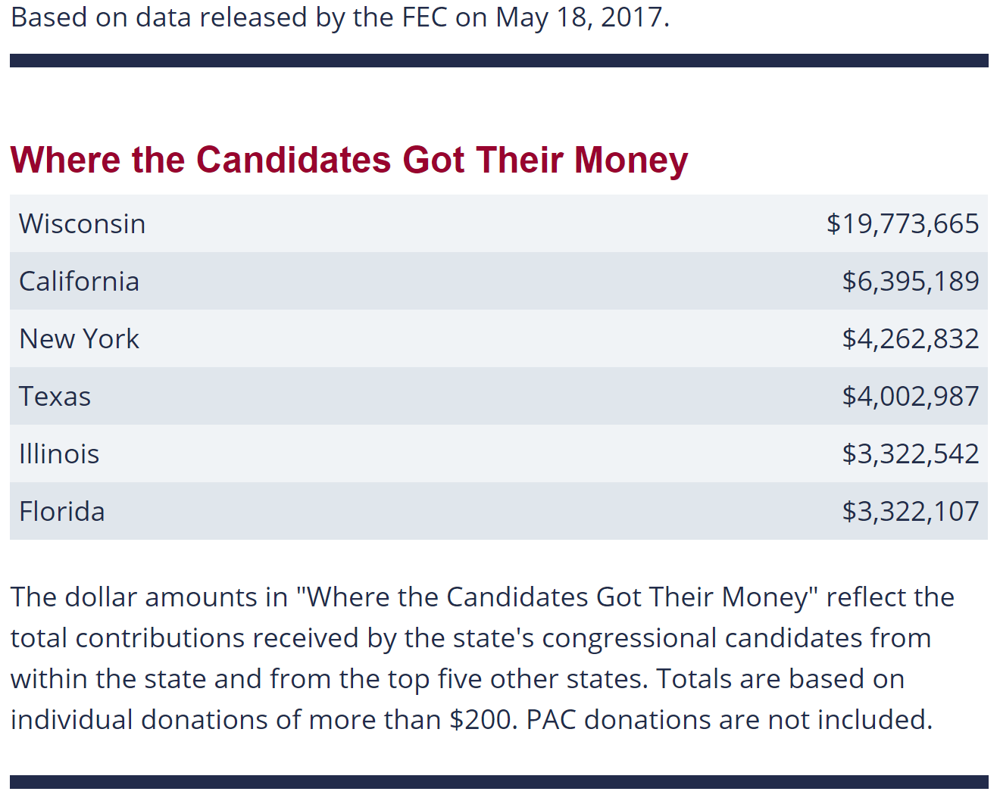 Based on data released by the FEC on May 18, 2017.
Where the Candidates Got Their Money
Wisconsin $19,773,665
California $6,395,189
New York $4,262,832
Texas $4,002,987
Illinois $3,322,542
Florida $3,322,107
The dollar amounts in "Where the Candidates Got Their Money" reflect the
total contributions received by the state's congressional candidates from
within the state and from the top five other states. Totals are based on
individual donations of more than $200. PAC donations are not included.